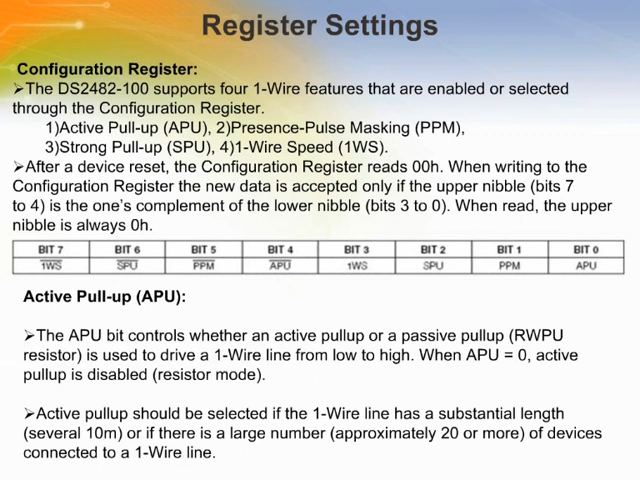 Register Settings
Configuration Register:
➢The DS2482-100 supports four 1-Wire features that are enabled or selected
through the Configuration Register.
1)Active Pull-up (APU), 2)Presence-Pulse Masking (PPM),
3)Strong Pull-up (SPU), 4)1-Wire Speed (1WS).
➢After a device reset, the Configuration Register reads 00h. When writing to the
Configuration Register the new data is accepted only if the upper nibble (bits 7
to 4) is the one’s complement of the lower nibble (bits 3 to 0). When read, the upper
nibble is always 0h.
BIT 7 BIT 6 BIT 5 BIT 4 BIT 3 BIT 2 BIT 1 BIT 0
1̅W̅S̅ S̅P̅U̅ P̅P̅M̅ A̅P̅U̅ 1WS SPU PPM APU
Active Pull-up (APU):
➢The APU bit controls whether an active pullup or a passive pullup (RWPU
resistor) is used to drive a 1-Wire line from low to high. When APU = 0, active
pullup is disabled (resistor mode).
➢Active pullup should be selected if the 1-Wire line has a substantial length
(several 10m) or if there is a large number (approximately 20 or more) of devices
connected to a 1-Wire line.